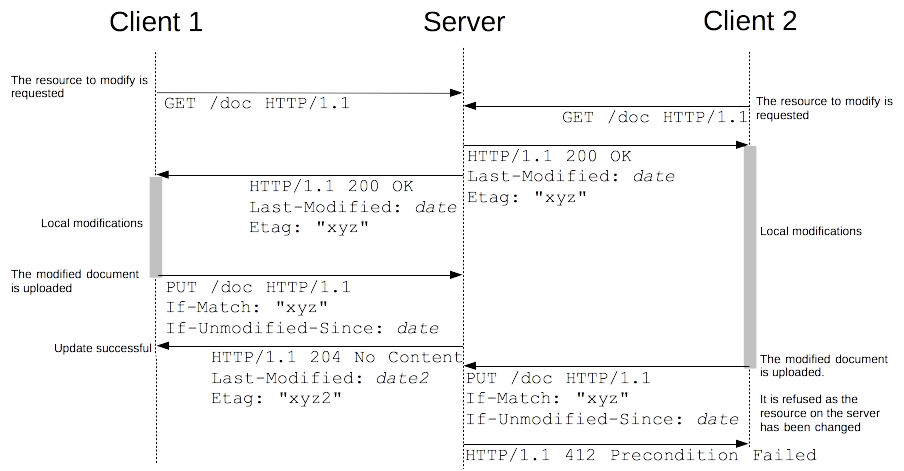 Client 1
Server
Client 2
The resource to modify is
requested
GET /doc HTTP/1.1
The resource to modify is
requested
GET /doc HTTP/1.1
HTTP/1.1 200 OK
Last-Modified: date
Etag: "xyz"
HTTP/1.1 200 OK
Last-Modified: date
Etag: "xyz"
Local modifications
Local modifications
The modified document
is uploaded
PUT /doc HTTP/1.1
If-Match: "xyz"
If-Unmodified-Since: date
Update successful
HTTP/1.1 204 No Content
Last-Modified: date2
Etag: "xyz2"
The modified document
is uploaded.
It is refused as the
resource on the server
has been changed
PUT /doc HTTP/1.1
If-Match: "xyz"
If-Unmodified-Since: date
HTTP/1.1 412 Precondition Failed